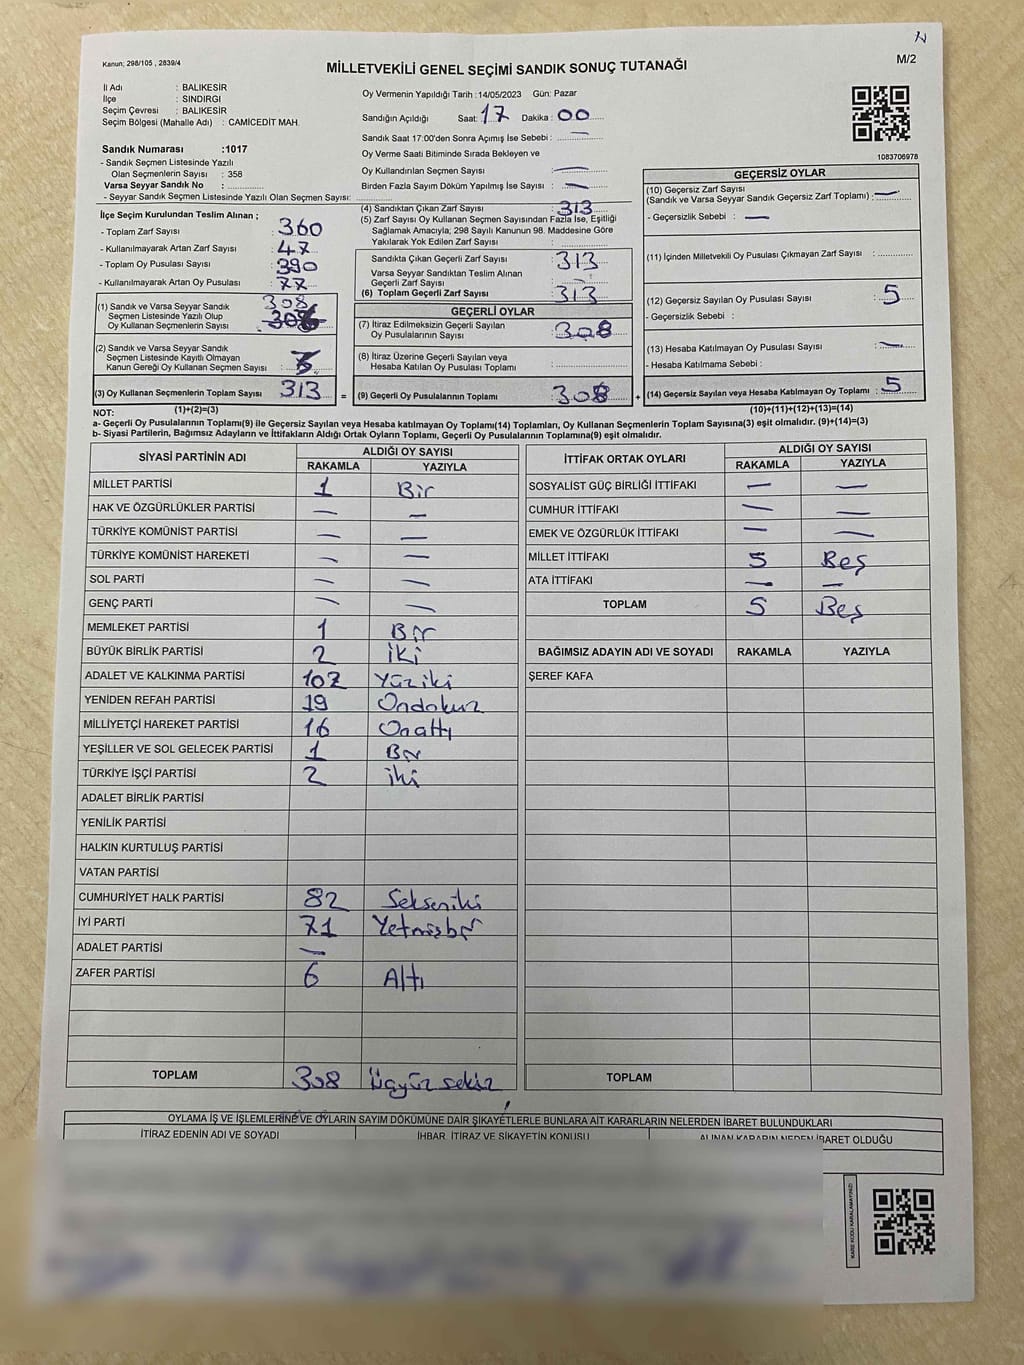 Kanun; 298/105 , 2839/4
M/2
MİLLETVEKİLİ GENEL SEÇİMİ SANDIK SONUÇ TUTANAĞI
İl Adı : BALIKESİR
İlçe : SINDIRGI
Seçim Çevresi : BALIKESİR
Seçim Bölgesi (Mahalle Adı) : CAMİCEDİT MAH.
Sandık Numarası :1017
- Sandık Seçmen Listesinde Yazılı
Olan Seçmenlerin Sayısı : 358
Varsa Seyyar Sandık No :
- Seyyar Sandık Seçmen Listesinde Yazılı Olan Seçmen Sayısı:
Oy Vermenin Yapıldığı Tarih :14/05/2023 Gün: Pazar
Sandığın Açıldığı Saat: 17 Dakika : 00
Sandık Saat 17:00'den Sonra Açımış İse Sebebi : —
Oy Verme Saati Bitiminde Sırada Bekleyen ve
Oy Kullandırılan Seçmen Sayısı : —
Birden Fazla Sayım Döküm Yapılmış İse Sayısı : —
1083706978
İlçe Seçim Kurulundan Teslim Alınan ;
- Toplam Zarf Sayısı : 360
- Kullanılmayarak Artan Zarf Sayısı : 47
- Toplam Oy Pusulası Sayısı : 390
- Kullanılmayarak Artan Oy Pusulası : 77
(1) Sandık ve Varsa Seyyar Sandık
Seçmen Listesinde Yazılı Olup
Oy Kullanan Seçmenlerin Sayısı : 308
(2) Sandık ve Varsa Seyyar Sandık
Seçmen Listesinde Kayıtlı Olmayan
Kanun Gereği Oy Kullanan Seçmen Sayısı : 5
(3) Oy Kullanan Seçmenlerin Toplam Sayısı : 313 =
(1)+(2)=(3)
(4) Sandıktan Çıkan Zarf Sayısı : 313
(5) Zarf Sayısı Oy Kullanan Seçmen Sayısından Fazla İse, Eşitliği
Sağlamak Amacıyla; 298 Sayılı Kanunun 98. Maddesine Göre
Yakılarak Yok Edilen Zarf Sayısı :
Sandıkta Çıkan Geçerli Zarf Sayısı : 313
Varsa Seyyar Sandıktan Teslim Alınan
Geçerli Zarf Sayısı : —
(6) Toplam Geçerli Zarf Sayısı : 313
GEÇERLİ OYLAR
(7) İtiraz Edilmeksizin Geçerli Sayılan
Oy Pusulalarının Sayısı : 308
(8) İtiraz Üzerine Geçerli Sayılan veya
Hesaba Katılan Oy Pusulası Toplamı :
(9) Geçerli Oy Pusulalarının Toplamı : 308 +
GEÇERSİZ OYLAR
(10) Geçersiz Zarf Sayısı
(Sandık ve Varsa Seyyar Sandık Geçersiz Zarf Toplamı) : —
- Geçersizlik Sebebi : —
(11) İçinden Milletvekili Oy Pusulası Çıkmayan Zarf Sayısı :
(12) Geçersiz Sayılan Oy Pusulası Sayısı : 5
- Geçersizlik Sebebi :
(13) Hesaba Katılmayan Oy Pusulası Sayısı : —
- Hesaba Katılmama Sebebi :
(14) Geçersiz Sayılan veya Hesaba Katılmayan Oy Toplamı : 5
(10)+(11)+(12)+(13)=(14)
NOT:
a- Geçerli Oy Pusulalarının Toplamı(9) ile Geçersiz Sayılan veya Hesaba katılmayan Oy Pusulası Toplamı(14) Toplamları, Oy Kullanan Seçmenlerin Toplam Sayısına(3) eşit olmalıdır. (9)+(14)=(3)
b- Siyasi Partilerin, Bağımsız Adayların ve İttifakların Aldığı Ortak Oyların Toplamı, Geçerli Oy Pusulalarının Toplamına(9) eşit olmalıdır.
SİYASİ PARTİNİN ADI ALDIĞI OY SAYISI
RAKAMLA YAZIYLA
MİLLET PARTİSİ 1 Bir
HAK VE ÖZGÜRLÜKLER PARTİSİ — —
TÜRKİYE KOMÜNİST PARTİSİ — —
TÜRKİYE KOMÜNİST HAREKETİ — —
SOL PARTİ — —
GENÇ PARTİ — —
MEMLEKET PARTİSİ 1 Bir
BÜYÜK BİRLİK PARTİSİ 2 İKİ
ADALET VE KALKINMA PARTİSİ 102 Yüziki
YENİDEN REFAH PARTİSİ 19 Ondokuz
MİLLİYETÇİ HAREKET PARTİSİ 16 Onaltı
YEŞİLLER VE SOL GELECEK PARTİSİ 1 Bir
TÜRKİYE İŞÇİ PARTİSİ 2 iki
ADALET BİRLİK PARTİSİ
YENİLİK PARTİSİ
HALKIN KURTULUŞ PARTİSİ
VATAN PARTİSİ
CUMHURİYET HALK PARTİSİ 82 Sekseniki
İYİ PARTİ 71 Yetmişbir
ADALET PARTİSİ —
ZAFER PARTİSİ 6 Altı
TOPLAM 308 Üçyüz sekiz
İTTİFAK ORTAK OYLARI ALDIĞI OY SAYISI
RAKAMLA YAZIYLA
SOSYALİST GÜÇ BİRLİĞİ İTTİFAKI — —
CUMHUR İTTİFAKI — —
EMEK VE ÖZGÜRLÜK İTTİFAKI — —
MİLLET İTTİFAKI 5 Beş
ATA İTTİFAKI — —
TOPLAM 5 Beş
BAĞIMSIZ ADAYIN ADI VE SOYADI RAKAMLA YAZIYLA
ŞEREF KAFA
TOPLAM
OYLAMA İŞ VE İŞLEMLERİNE VE OYLARIN SAYIM DÖKÜMÜNE DAİR ŞİKAYETLERLE BUNLARA AİT KARARLARIN NELERDEN İBARET BULUNDUKLARI
İTİRAZ EDENİN ADI VE SOYADI İHBAR, İTİRAZ VE ŞİKAYETİN KONUSU ALINAN KARARIN NEDEN İBARET OLDUĞU
KARE KODU KARALAMAYINIZ!